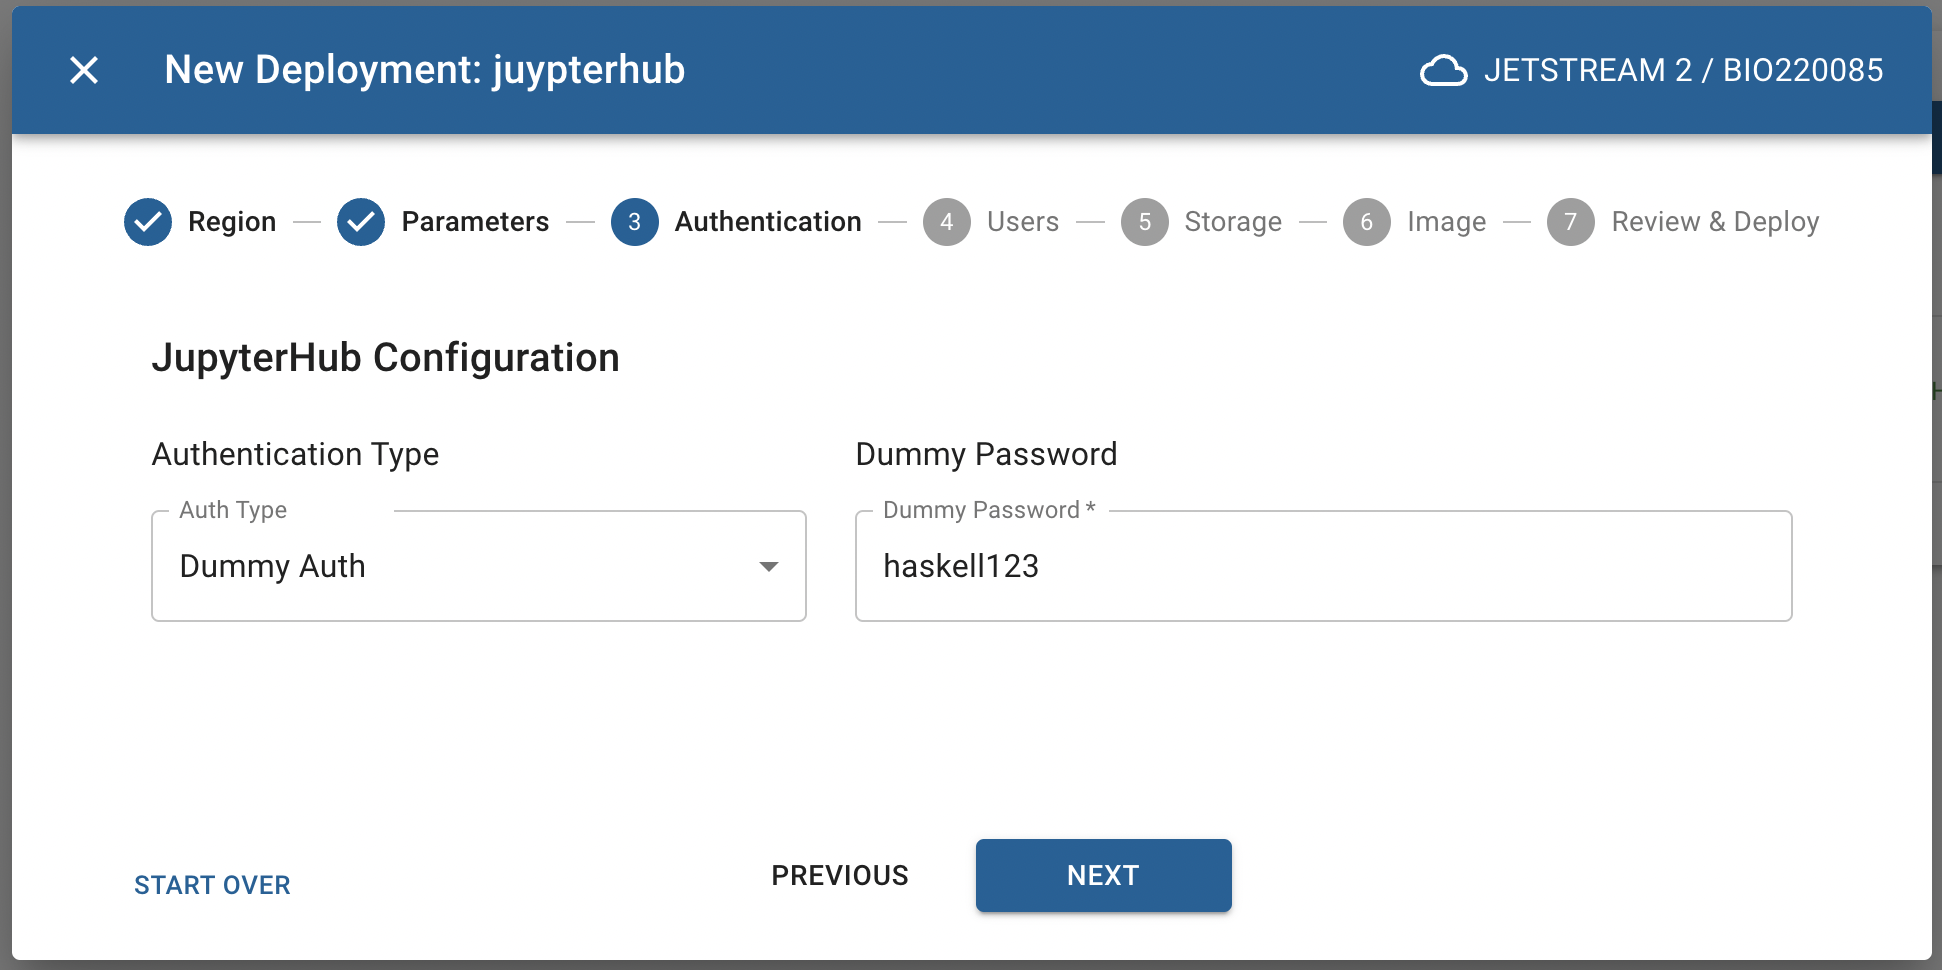 New Deployment: juypterhub
JETSTREAM 2 / BIO220085
Region
Parameters
3 Authentication
4 Users
5 Storage
6 Image
7 Review & Deploy
JupyterHub Configuration
Authentication Type
Dummy Password
Auth Type
Dummy Auth
Dummy Password *
haskell123
START OVER
PREVIOUS
NEXT